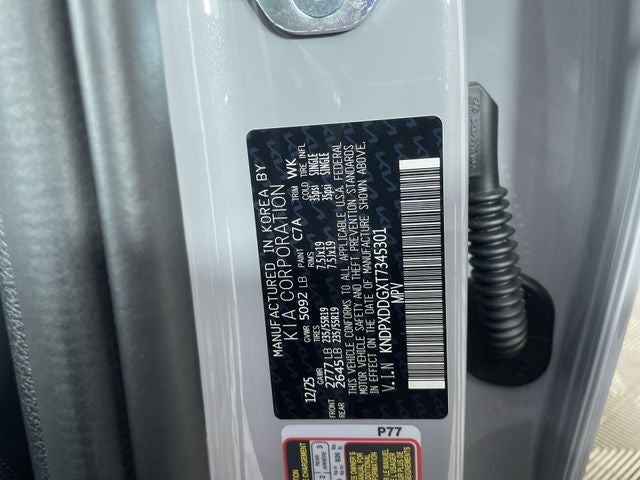 MANUFACTURED IN KOREA BY
KIA CORPORATION
12/25 GVWR 5092 LB PAINT C7A TRIM WK
GAWR TIRES RIMS COLD TIRE INFL
FRONT 2777 LB 235/55R19 7.5Jx19 35psi SINGLE
REAR 2645 LB 235/55R19 7.5Jx19 35psi SINGLE
THIS VEHICLE CONFORMS TO ALL APPLICABLE U.S.A. FEDERAL
MOTOR VEHICLE SAFETY AND THEFT PREVENTION STANDARDS
IN EFFECT ON THE DATE OF MANUFACTURE SHOWN ABOVE.
V.I.N KNDPXDDGXT7345301
MPV
P77
REAR 3